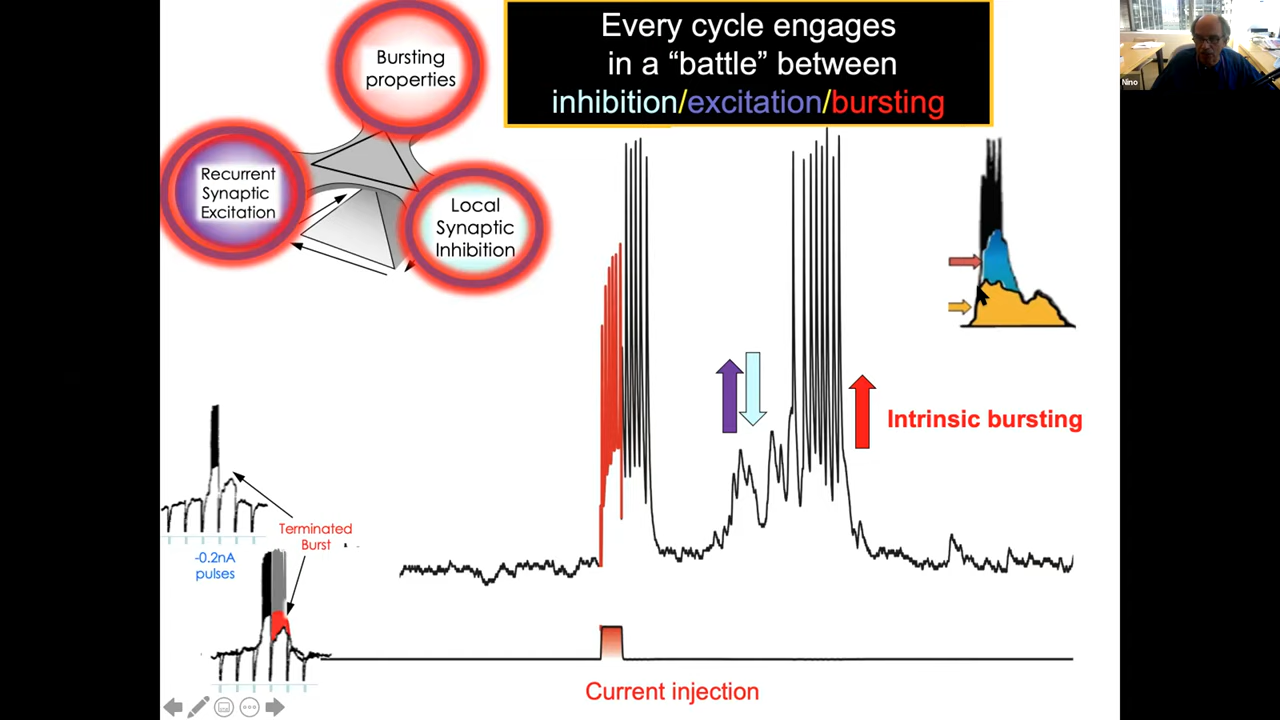 Every cycle engages
in a “battle” between
inhibition/excitation/bursting
Bursting
properties
Recurrent
Synaptic
Excitation
Local
Synaptic
Inhibition
Nino
Intrinsic bursting
Terminated
Burst
-0.2nA
pulses
Current injection